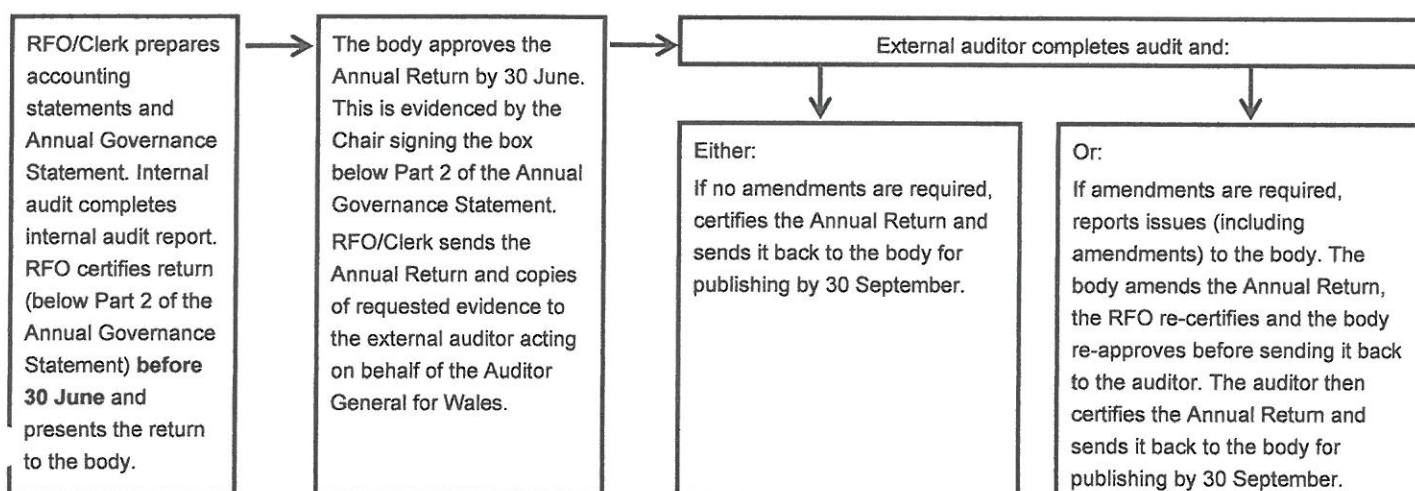 RFO/Clerk prepares
accounting
statements and
Annual Governance
Statement. Internal
audit completes
internal audit report.
RFO certifies return
(below Part 2 of the
Annual Governance
Statement) before
30 June and
presents the return
to the body.
The body approves the
Annual Return by 30 June.
This is evidenced by the
Chair signing the box
below Part 2 of the Annual
Governance Statement.
RFO/Clerk sends the
Annual Return and copies
of requested evidence to
the external auditor acting
on behalf of the Auditor
General for Wales.
External auditor completes audit and:
Either:
If no amendments are required,
certifies the Annual Return and
sends it back to the body for
publishing by 30 September.
Or:
If amendments are required,
reports issues (including
amendments) to the body. The
body amends the Annual Return,
the RFO re-certifies and the body
re-approves before sending it back
to the auditor. The auditor then
certifies the Annual Return and
sends it back to the body for
publishing by 30 September.